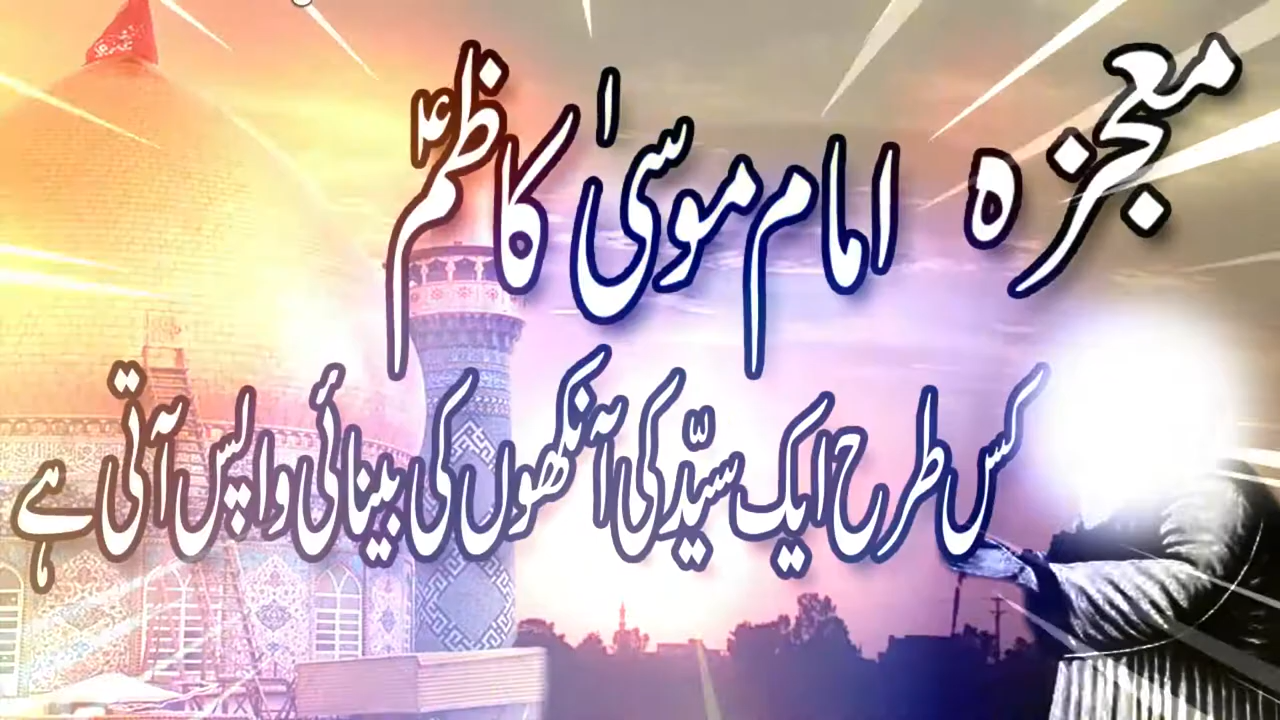 معجزہ امام موسیٰ کاظمؑ
کس طرح ایک سیّد کی آنکھوں کی بینائی واپس آتی ہے